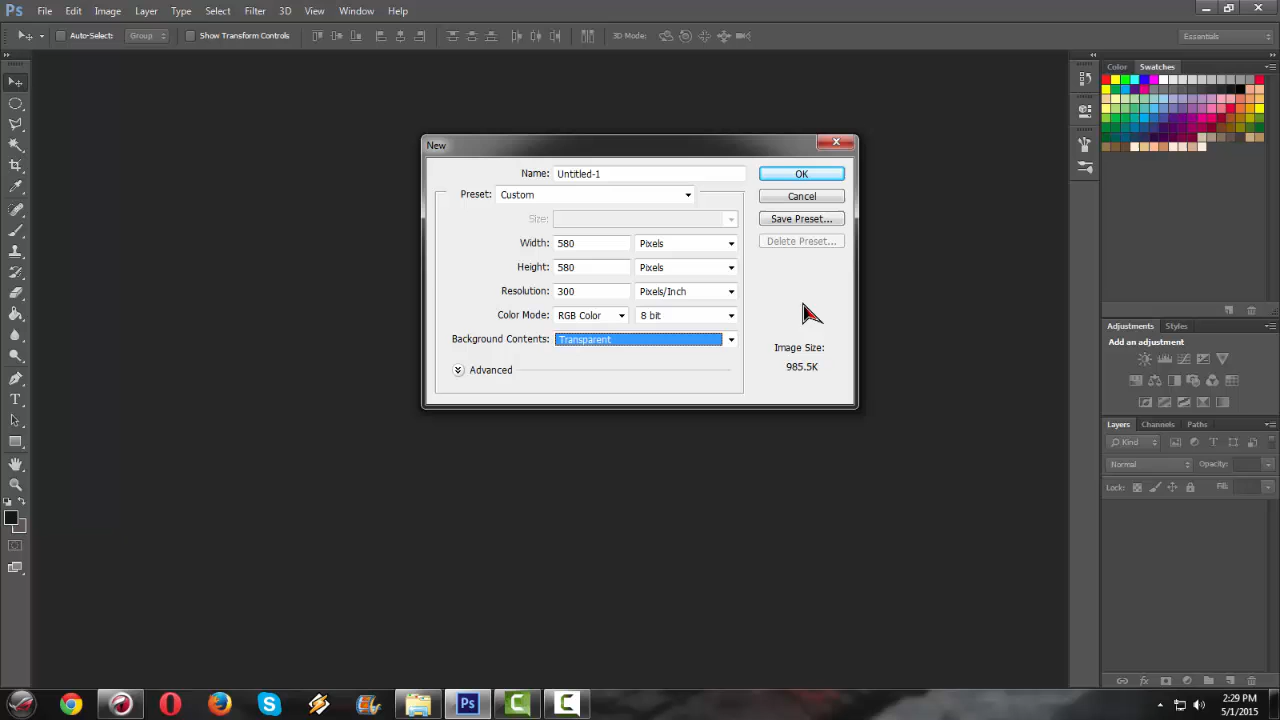 Ps File Edit Image Layer Type Select Filter 3D View Window Help
Auto-Select: Group Show Transform Controls 3D Mode: Essentials
Color Swatches
New
Name: Untitled-1 OK
Preset: Custom Cancel
Size: Save Preset...
Width: 580 Pixels Delete Preset...
Height: 580 Pixels
Resolution: 300 Pixels/Inch
Color Mode: RGB Color 8 bit
Background Contents: Transparent
Image Size:
985.5K
Advanced
Adjustments Styles
Add an adjustment
Layers Channels Paths
Kind
Normal Opacity:
Lock: Fill:
Ps
2:29 PM
5/1/2015